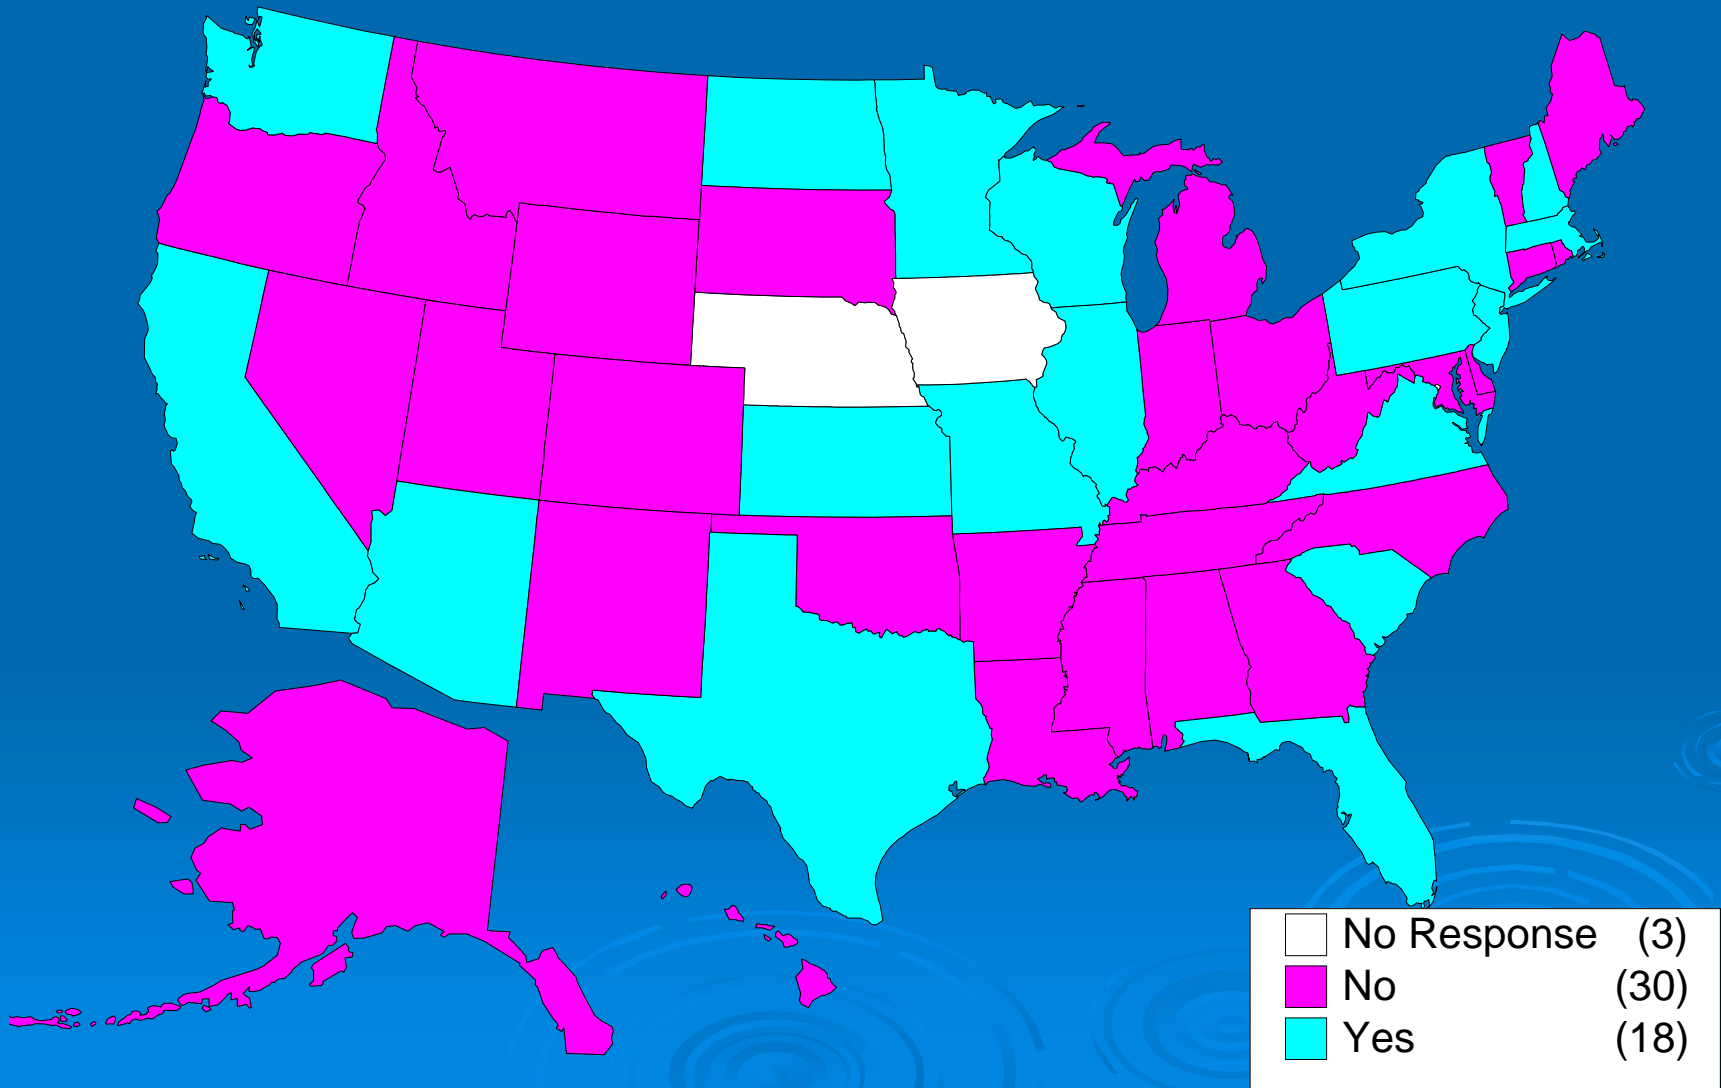 No Response (3)
No (30)
Yes (18)